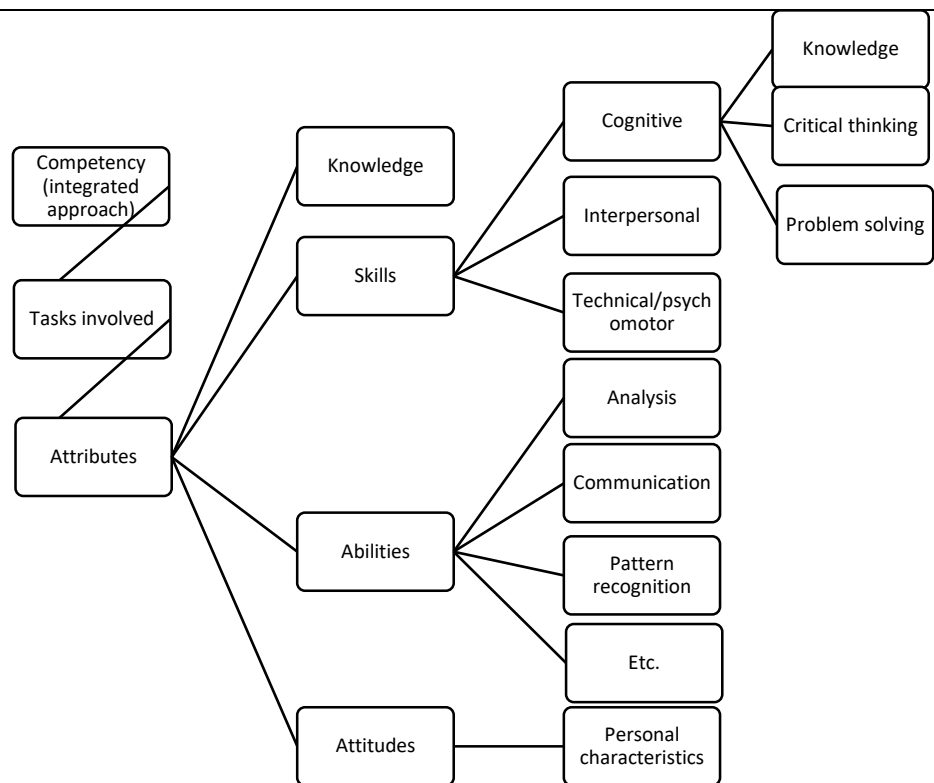 Competency
(integrated
approach)
Tasks involved
Attributes
Knowledge
Skills
Abilities
Attitudes
Cognitive
Interpersonal
Technical/psych
omotor
Analysis
Communication
Pattern
recognition
Etc.
Personal
characteristics
Knowledge
Critical thinking
Problem solving